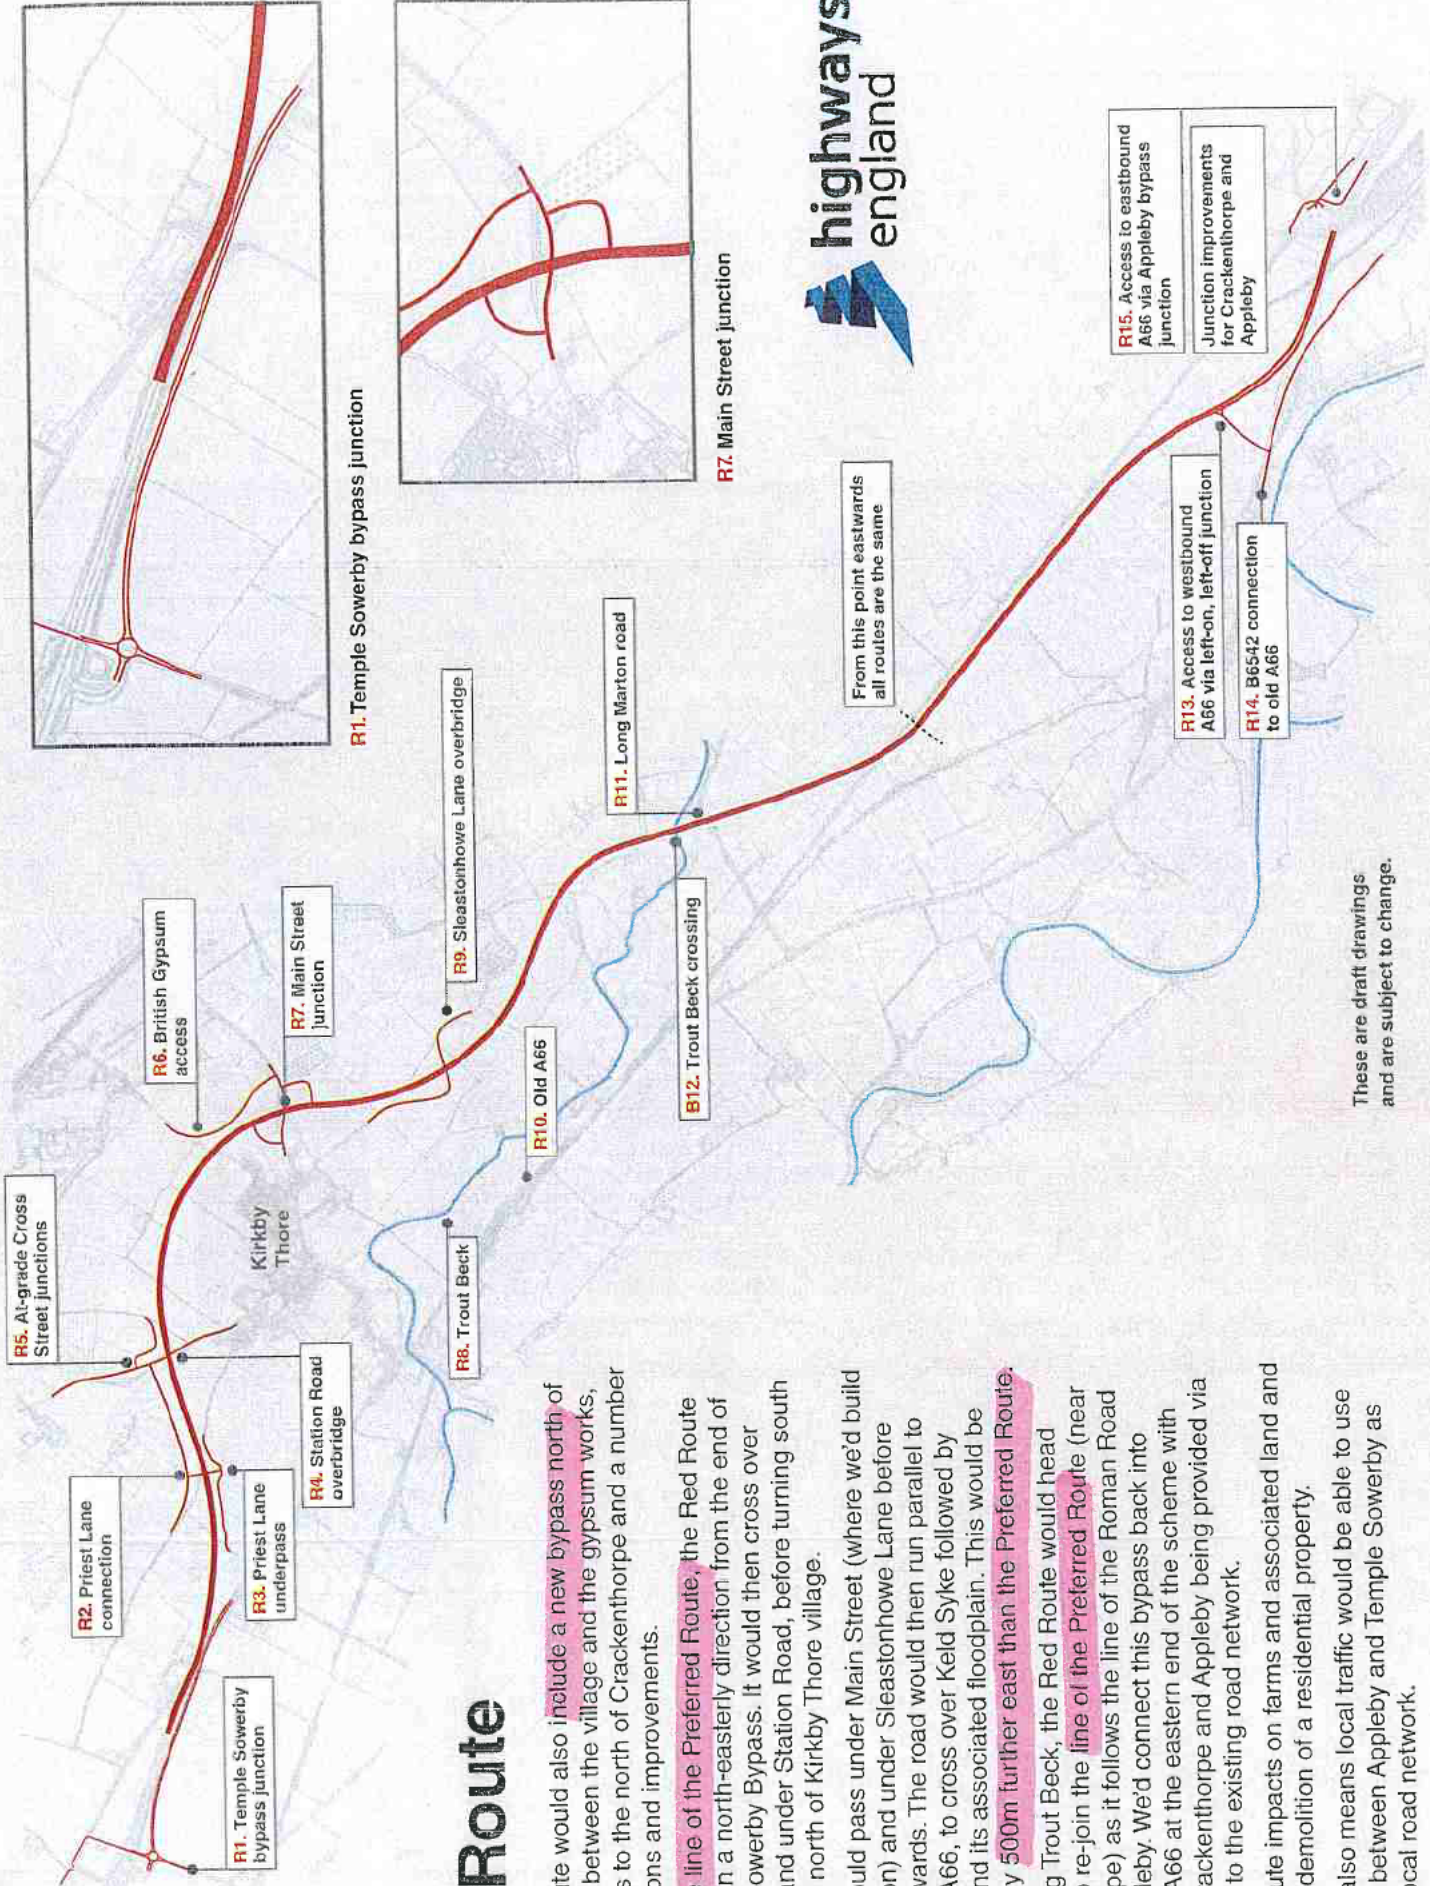 Route
te would also include a new bypass north of
between the village and the gypsum works,
s to the north of Crackenthorpe and a number
ons and improvements.
line of the Preferred Route, the Red Route
n a north-easterly direction from the end of
owerby Bypass. It would then cross over
nd under Station Road, before turning south
north of Kirkby Thore village.
ould pass under Main Street (where we'd build
on) and under Sleastonhowe Lane before
wards. The road would then run parallel to
A66, to cross over Keld Syke followed by
nd its associated floodplain. This would be
y 500m further east than the Preferred Route.
g Trout Beck, the Red Route would head
o re-join the line of the Preferred Route (near
pe) as it follows the line of the Roman Road
leby. We'd connect this bypass back into
A66 at the eastern end of the scheme with
ackenthorpe and Appleby being provided via
to the existing road network.
ute impacts on farms and associated land and
demolition of a residential property.
also means local traffic would be able to use
between Appleby and Temple Sowerby as
ocal road network.
R1. Temple Sowerby
bypass junction
R2. Priest Lane
connection
R3. Priest Lane
underpass
R4. Station Road
overbridge
R5. At-grade Cross
Street junctions
Kirkby
Thore
R6. British Gypsum
access
R7. Main Street
junction
R8. Trout Beck
R9. Sleastonhowe Lane overbridge
R10. Old A66
R11. Long Marton road
B12. Trout Beck crossing
From this point eastwards
all routes are the same
R13. Access to westbound
A66 via left-on, left-off junction
R14. B6542 connection
to old A66
R15. Access to eastbound
A66 via Appleby bypass
junction
Junction improvements
for Crackenthorpe and
Appleby
R1. Temple Sowerby bypass junction
R7. Main Street junction
highways
england
These are draft drawings
and are subject to change.